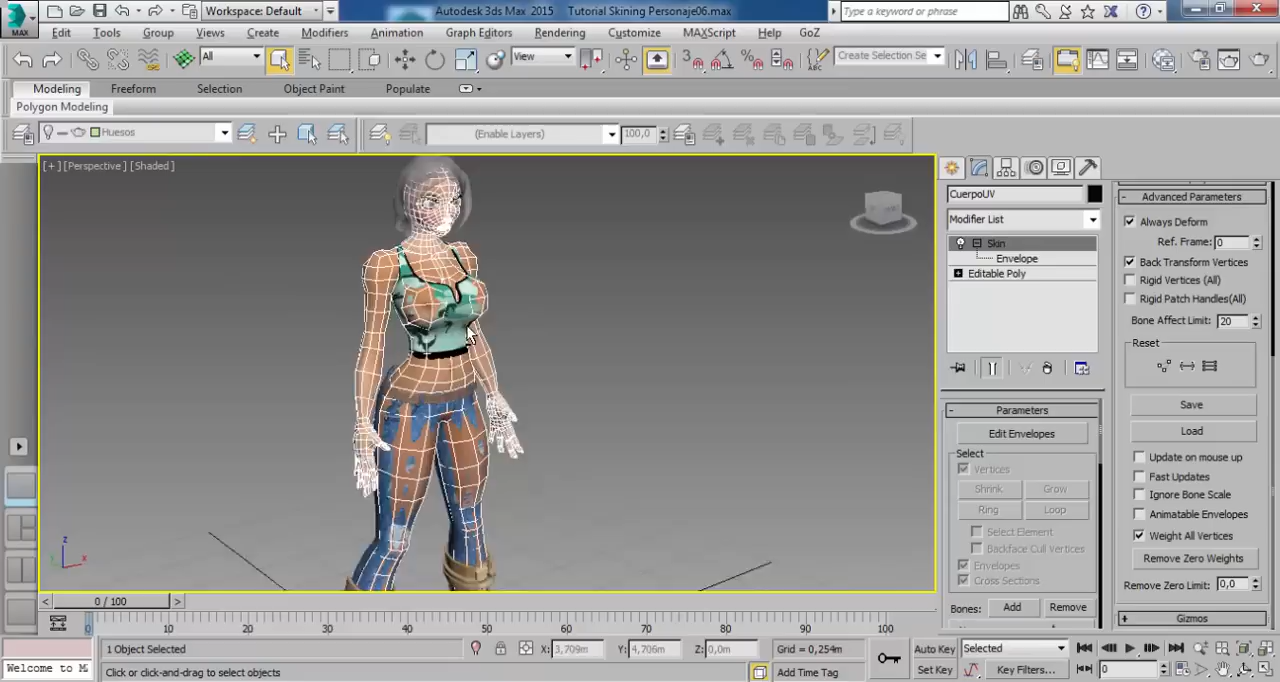 Workspace: Default
Autodesk 3ds Max 2015 Tutorial Skining Personaje06.max
Type a keyword or phrase
MAX
Edit Tools Group Views Create Modifiers Animation Graph Editors Rendering Customize MAXScript Help GoZ
All
View
3
Create Selection Se
Modeling Freeform Selection Object Paint Populate
Polygon Modeling
Huesos
(Enable Layers)
100,0
[+] [Perspective] [Shaded]
CuerpoUV
Modifier List
Skin
Envelope
Editable Poly
Parameters
Edit Envelopes
Select
Vertices
Shrink Grow
Ring Loop
Select Element
Backface Cull Vertices
Envelopes
Cross Sections
Bones: Add Remove
Advanced Parameters
Always Deform
Ref. Frame: 0
Back Transform Vertices
Rigid Vertices (All)
Rigid Patch Handles(All)
Bone Affect Limit: 20
Reset
Save
Load
Update on mouse up
Fast Updates
Ignore Bone Scale
Animatable Envelopes
Weight All Vertices
Remove Zero Weights
Remove Zero Limit: 0,0
Gizmos
z
x
0 / 100
0 10 20 30 40 50 60 70 80 90 100
1 Object Selected
X: 3,709m Y: 4,706m Z: 0,0m Grid = 0,254m
Auto Key Selected
Welcome to M
Click or click-and-drag to select objects
Add Time Tag
Set Key Key Filters... 0